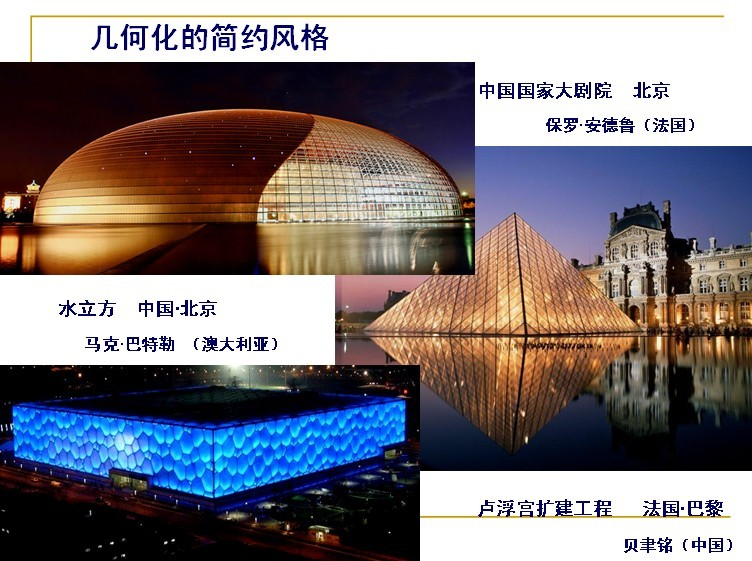 几何化的简约风格
中国国家大剧院 北京
保罗·安德鲁（法国）
水立方 中国·北京
马克·巴特勒 （澳大利亚）
卢浮宫扩建工程 法国·巴黎
贝聿铭（中国）